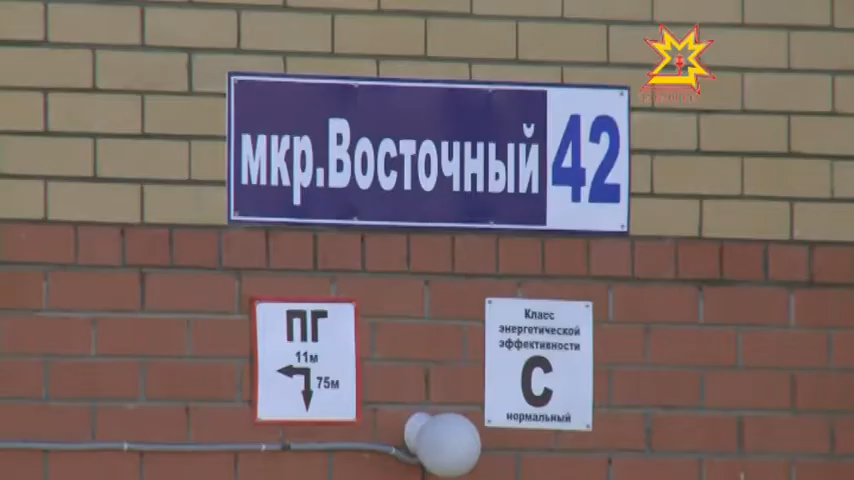 мкр.Восточный 42
ПГ
11м
75м
Класс
энергетической
эффективности
С
нормальный